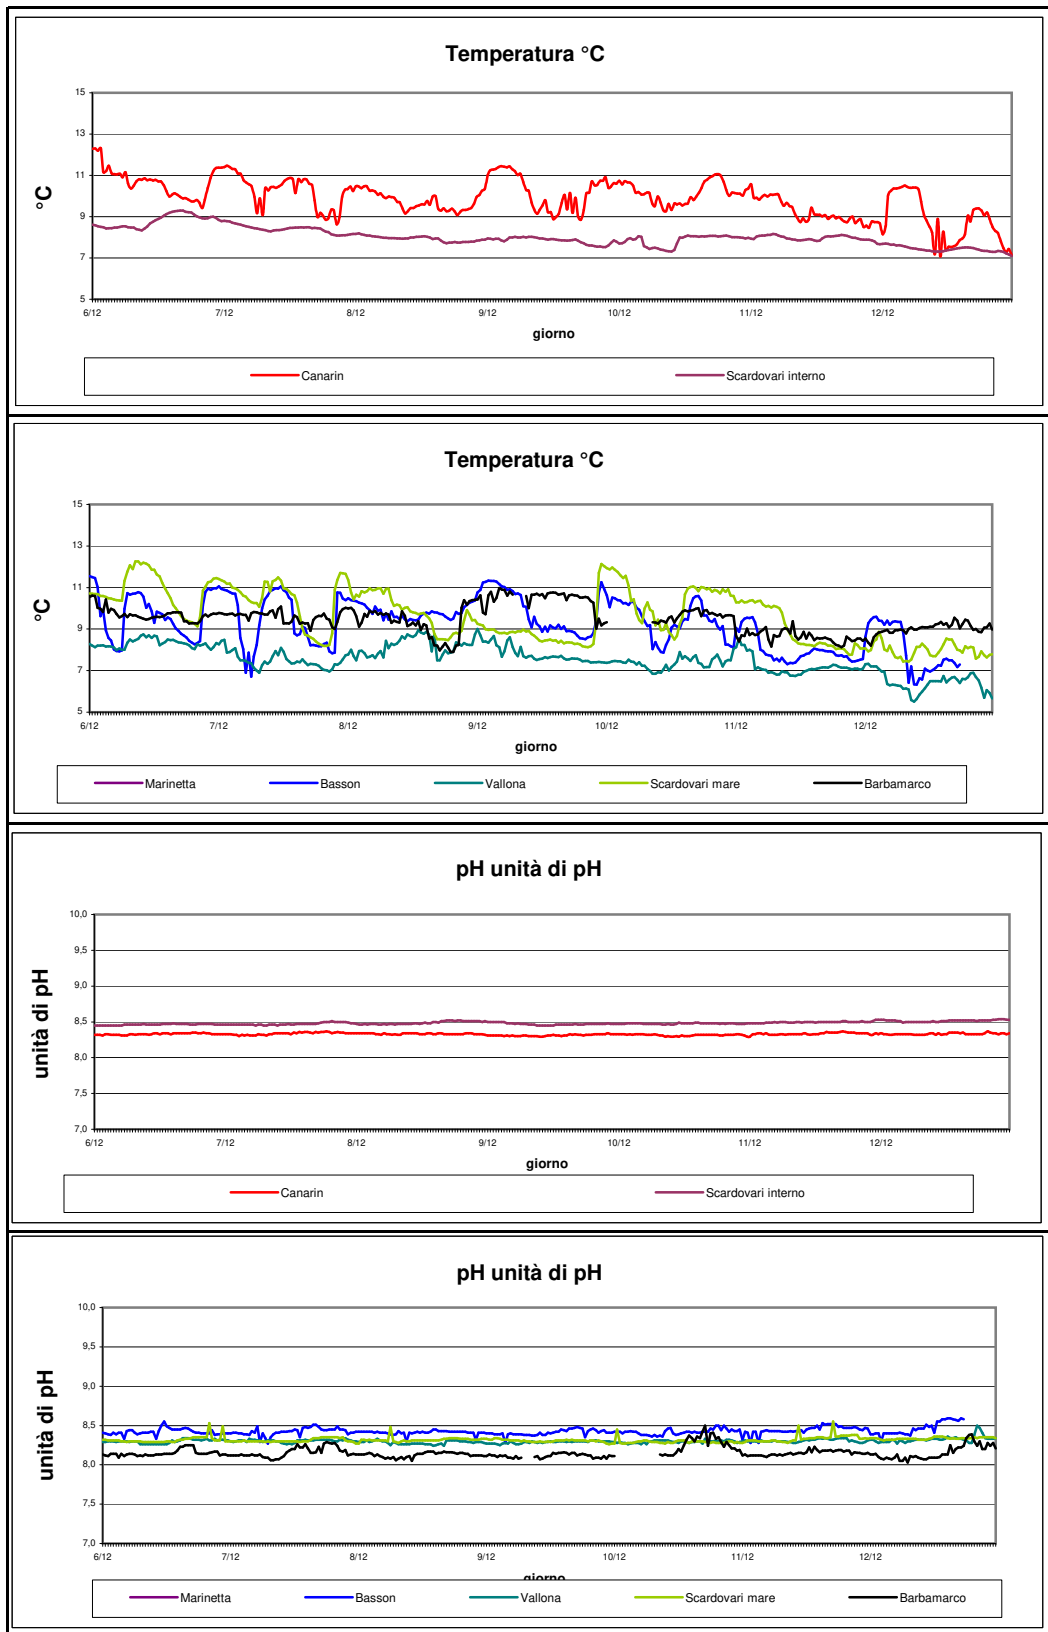 Temperatura °C
15
13
11
9
7
5
°C
6/12 7/12 8/12 9/12 10/12 11/12 12/12
giorno
Canarin Scardovari interno
Temperatura °C
15
13
11
9
7
5
°C
6/12 7/12 8/12 9/12 10/12 11/12 12/12
giorno
Marinetta Basson Vallona Scardovari mare Barbamarco
pH unità di pH
10,0
9,5
9,0
8,5
8,0
7,5
7,0
unità di pH
6/12 7/12 8/12 9/12 10/12 11/12 12/12
giorno
Canarin Scardovari interno
pH unità di pH
10,0
9,5
9,0
8,5
8,0
7,5
7,0
unità di pH
6/12 7/12 8/12 9/12 10/12 11/12 12/12
giorno
Marinetta Basson Vallona Scardovari mare Barbamarco